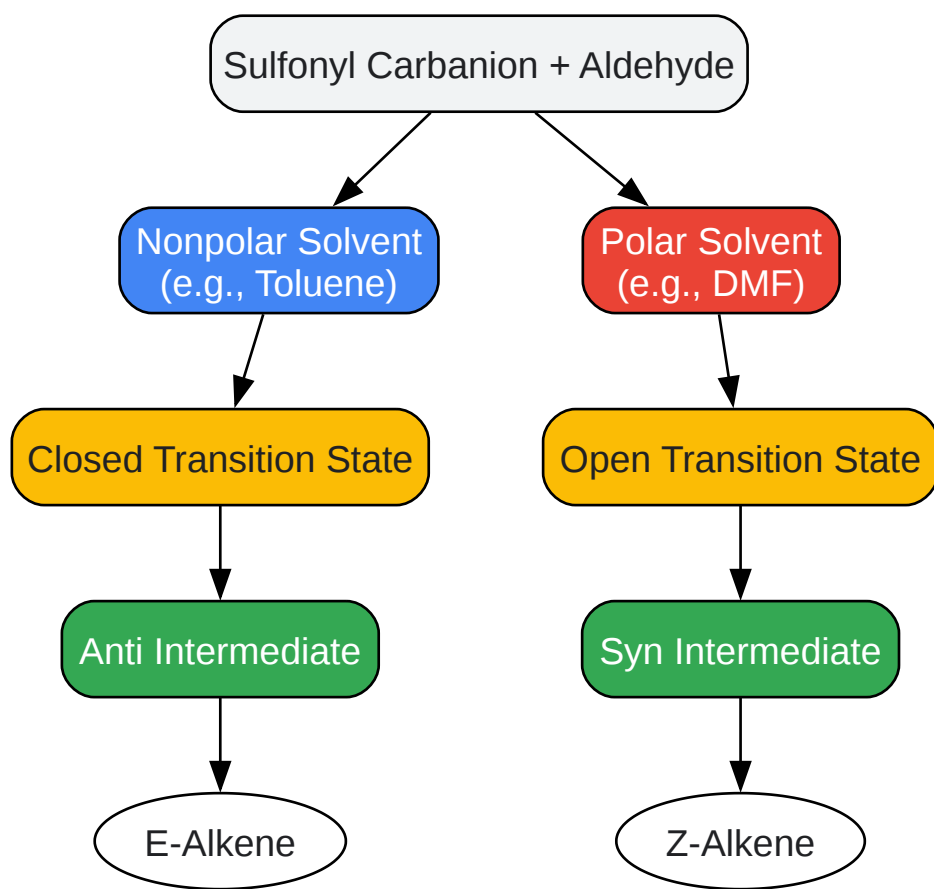 Sulfonyl Carbanion + Aldehyde
Nonpolar Solvent
(e.g., Toluene)
Polar Solvent
(e.g., DMF)
Closed Transition State
Open Transition State
Anti Intermediate
Syn Intermediate
E-Alkene
Z-Alkene